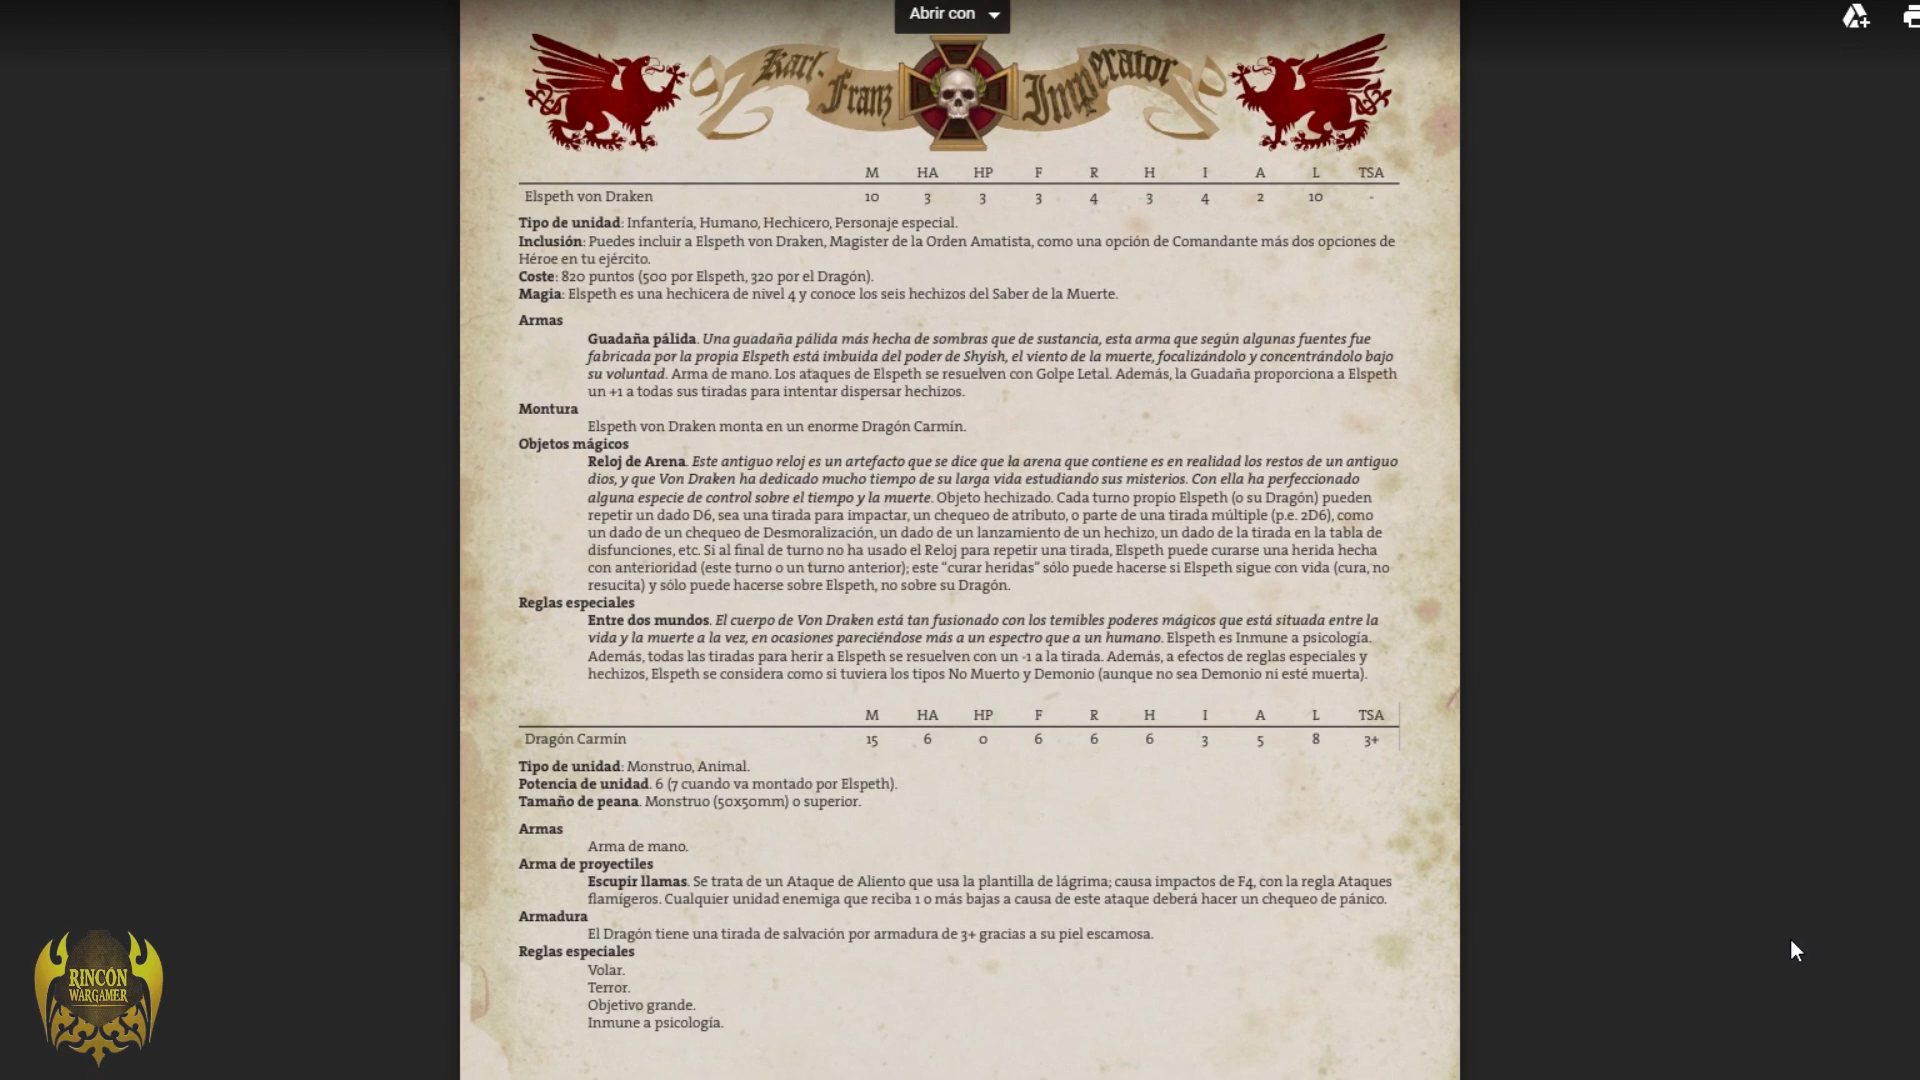 Abrir con
Karl-Franz Imperator
M HA HP F R H I A L TSA
Elspeth von Draken 10 3 3 3 4 3 4 2 10 -
Tipo de unidad: Infantería, Humano, Hechicero, Personaje especial.
Inclusión: Puedes incluir a Elspeth von Draken, Magister de la Orden Amatista, como una opción de Comandante más dos opciones de
Héroe en tu ejército.
Coste: 820 puntos (500 por Elspeth, 320 por el Dragón).
Magia: Elspeth es una hechicera de nivel 4 y conoce los seis hechizos del Saber de la Muerte.
Armas
Guadaña pálida. Una guadaña pálida más hecha de sombras que de sustancia, esta arma que según algunas fuentes fue
fabricada por la propia Elspeth está imbuida del poder de Shyish, el viento de la muerte, focalizándolo y concentrándolo bajo
su voluntad. Arma de mano. Los ataques de Elspeth se resuelven con Golpe Letal. Además, la Guadaña proporciona a Elspeth
un +1 a todas sus tiradas para intentar dispersar hechizos.
Montura
Elspeth von Draken monta en un enorme Dragón Carmín.
Objetos mágicos
Reloj de Arena. Este antiguo reloj es un artefacto que se dice que la arena que contiene es en realidad los restos de un antiguo
dios, y que Von Draken ha dedicado mucho tiempo de su larga vida estudiando sus misterios. Con ella ha perfeccionado
alguna especie de control sobre el tiempo y la muerte. Objeto hechizado. Cada turno propio Elspeth (o su Dragón) pueden
repetir un dado D6, sea una tirada para impactar, un chequeo de atributo, o parte de una tirada múltiple (p.e. 2D6), como
un dado de un chequeo de Desmoralización, un dado de un lanzamiento de un hechizo, un dado de la tirada en la tabla de
disfunciones, etc. Si al final de turno no ha usado el Reloj para repetir una tirada, Elspeth puede curarse una herida hecha
con anterioridad (este turno o un turno anterior); este "curar heridas" sólo puede hacerse si Elspeth sigue con vida (cura, no
resucita) y sólo puede hacerse sobre Elspeth, no sobre su Dragón.
Reglas especiales
Entre dos mundos. El cuerpo de Von Draken está tan fusionado con los temibles poderes mágicos que está situada entre la
vida y la muerte a la vez, en ocasiones pareciéndose más a un espectro que a un humano. Elspeth es Inmune a psicología.
Además, todas las tiradas para herir a Elspeth se resuelven con un -1 a la tirada. Además, a efectos de reglas especiales y
hechizos, Elspeth se considera como si tuviera los tipos No Muerto y Demonio (aunque no sea Demonio ni esté muerta).
M HA HP F R H I A L TSA
Dragón Carmín 15 6 0 6 6 6 3 5 8 3+
Tipo de unidad: Monstruo, Animal.
Potencia de unidad. 6 (7 cuando va montado por Elspeth).
Tamaño de peana. Monstruo (50x50mm) o superior.
Armas
Arma de mano.
Arma de proyectiles
Escupir llamas. Se trata de un Ataque de Aliento que usa la plantilla de lágrima; causa impactos de F4, con la regla Ataques
flamígeros. Cualquier unidad enemiga que reciba 1 o más bajas a causa de este ataque deberá hacer un chequeo de pánico.
Armadura
El Dragón tiene una tirada de salvación por armadura de 3+ gracias a su piel escamosa.
Reglas especiales
Volar.
Terror.
Objetivo grande.
Inmune a psicología.
RINCÓN
WARGAMER